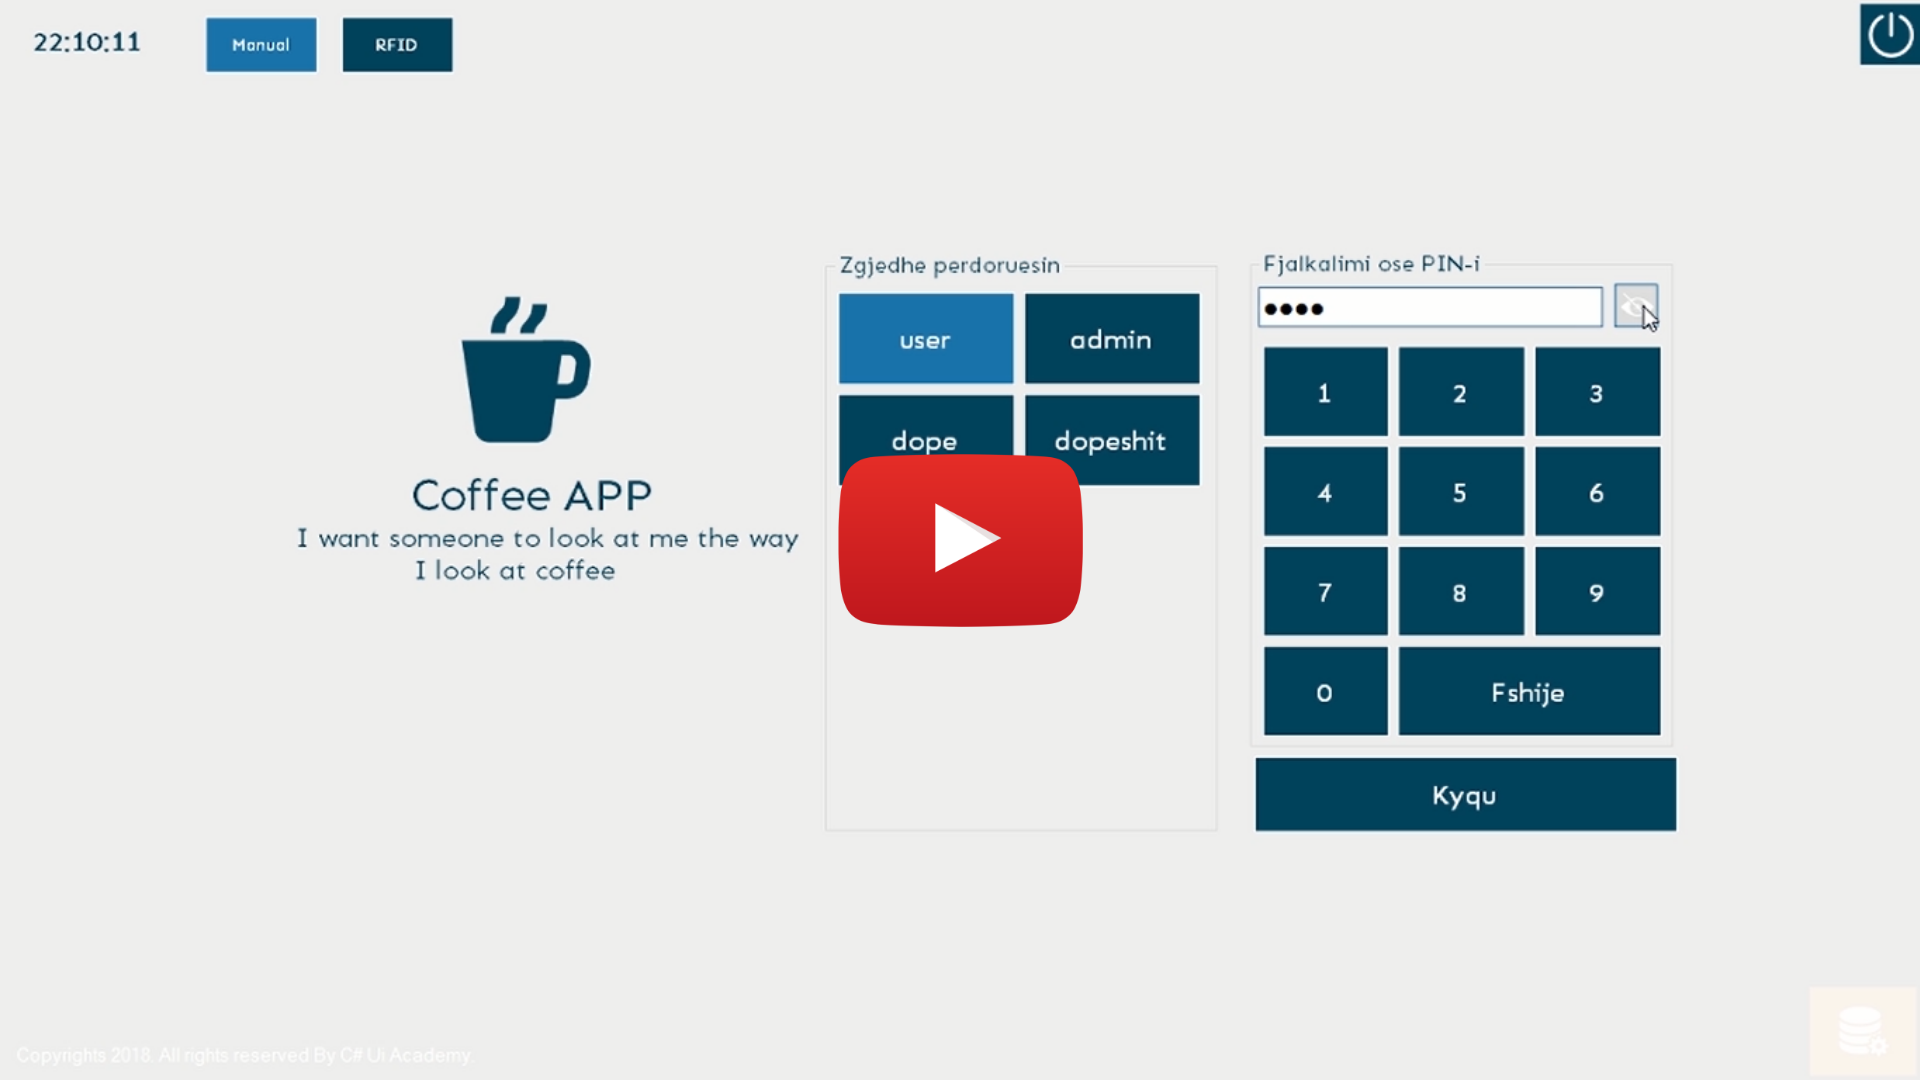 22:10:11
Manual
RFID
Coffee APP
I want someone to look at me the way
I look at coffee
Zgjedhe perdoruesin
user
admin
dope
dopeshit
Fjalkalimi ose PIN-i
1
2
3
4
5
6
7
8
9
0
Fshije
Kyqu
Copyrights 2018. All rights reserved By C# Ui Academy.